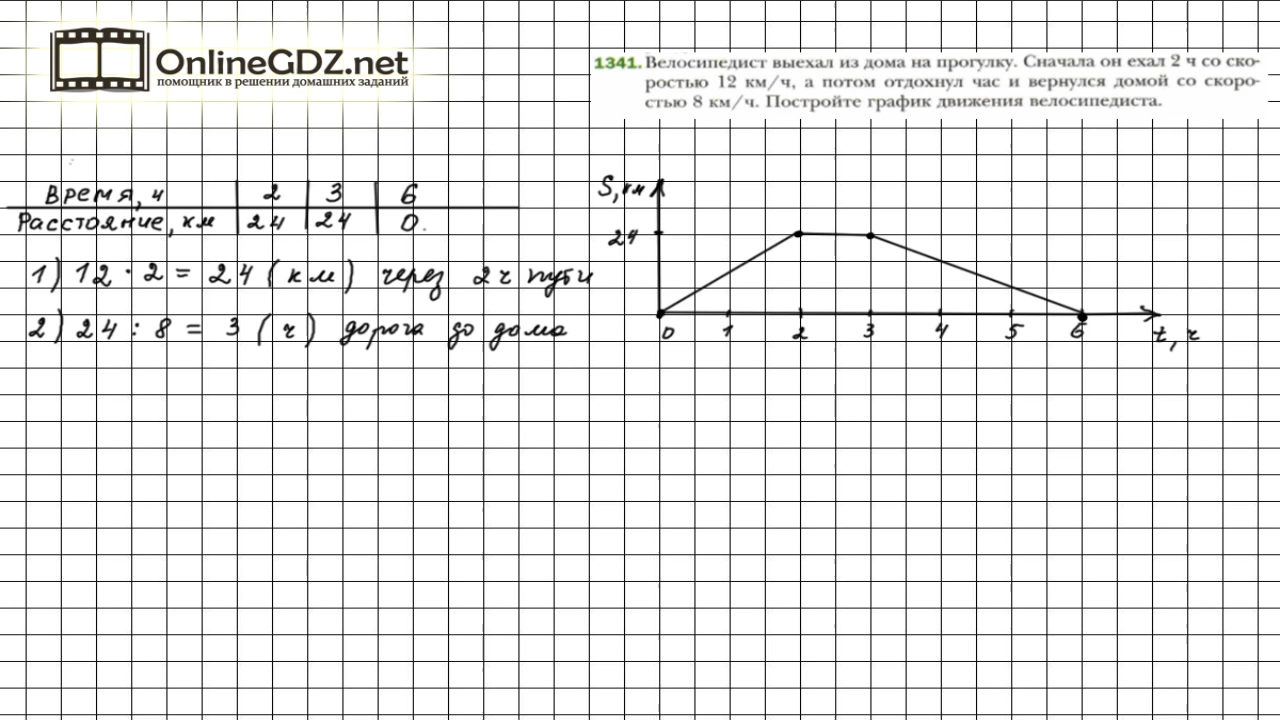 OnlineGDZ.net
помощник в решении домашних заданий
1341. Велосипедист выехал из дома на прогулку. Сначала он ехал 2 ч со ско-
ростью 12 км/ч, а потом отдохнул час и вернулся домой со скоро-
стью 8 км/ч. Постройте график движения велосипедиста.
Время, ч 2 3 6
Расстояние, км 24 24 0.
1) 12 · 2 = 24 (км) через 2 ч пути
2) 24 : 8 = 3 (ч) дорога до дома
S, км
24
0 1 2 3 4 5 6
t, ч